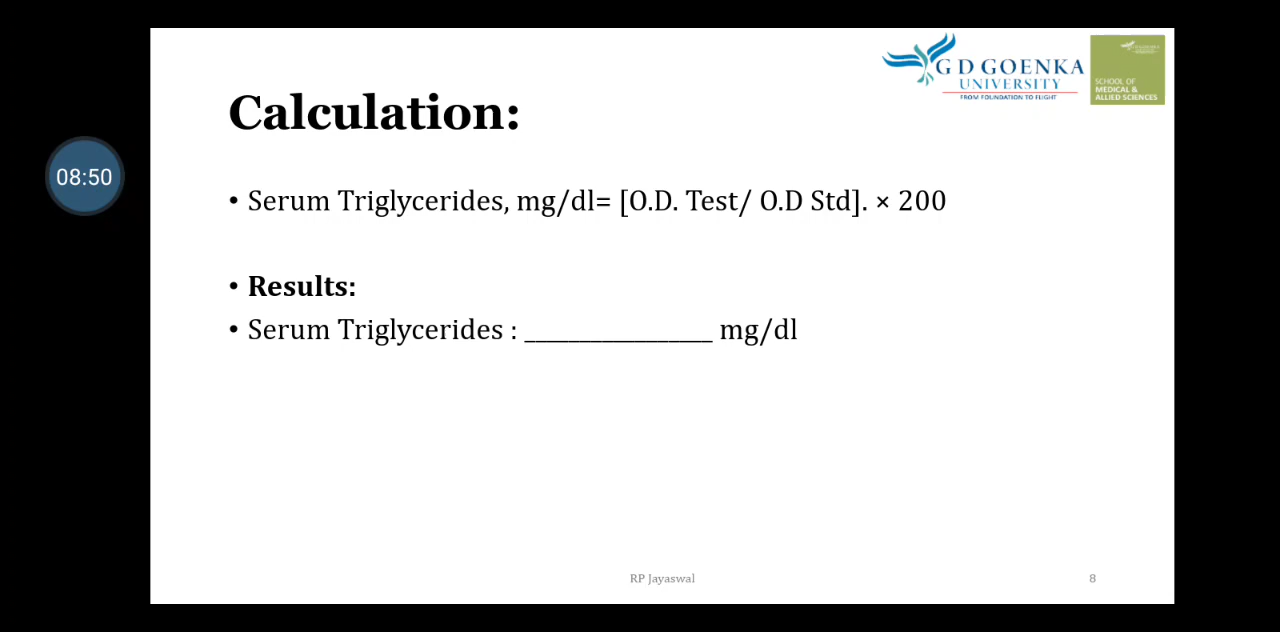 G D GOENKA
UNIVERSITY
FROM FOUNDATION TO FLIGHT
SCHOOL OF
MEDICAL &
ALLIED SCIENCES
Calculation:
08:50
• Serum Triglycerides, mg/dl= [O.D. Test/ O.D Std]. × 200
• Results:
• Serum Triglycerides : _________________ mg/dl
RP Jayaswal
8